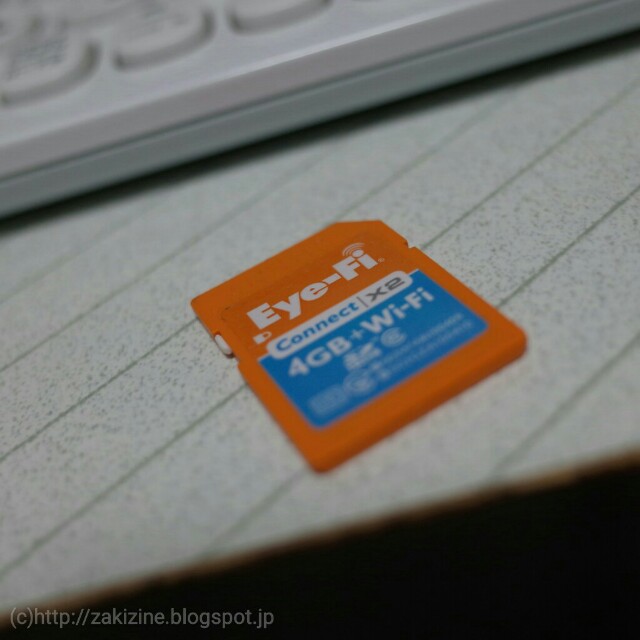 Eye-Fi
Connect X2
4GB+Wi-Fi
(c)http://zakizine.blogspot.jp